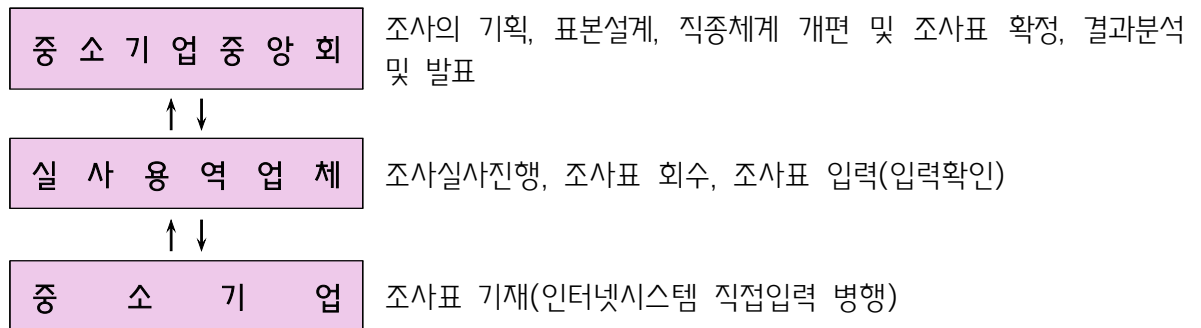 중소기업중앙회
조사의 기획, 표본설계, 직종체계 개편 및 조사표 확정, 결과분석
및 발표
실사용역업체
조사실사진행, 조사표 회수, 조사표 입력(입력확인)
중소기업
조사표 기재(인터넷시스템 직접입력 병행)